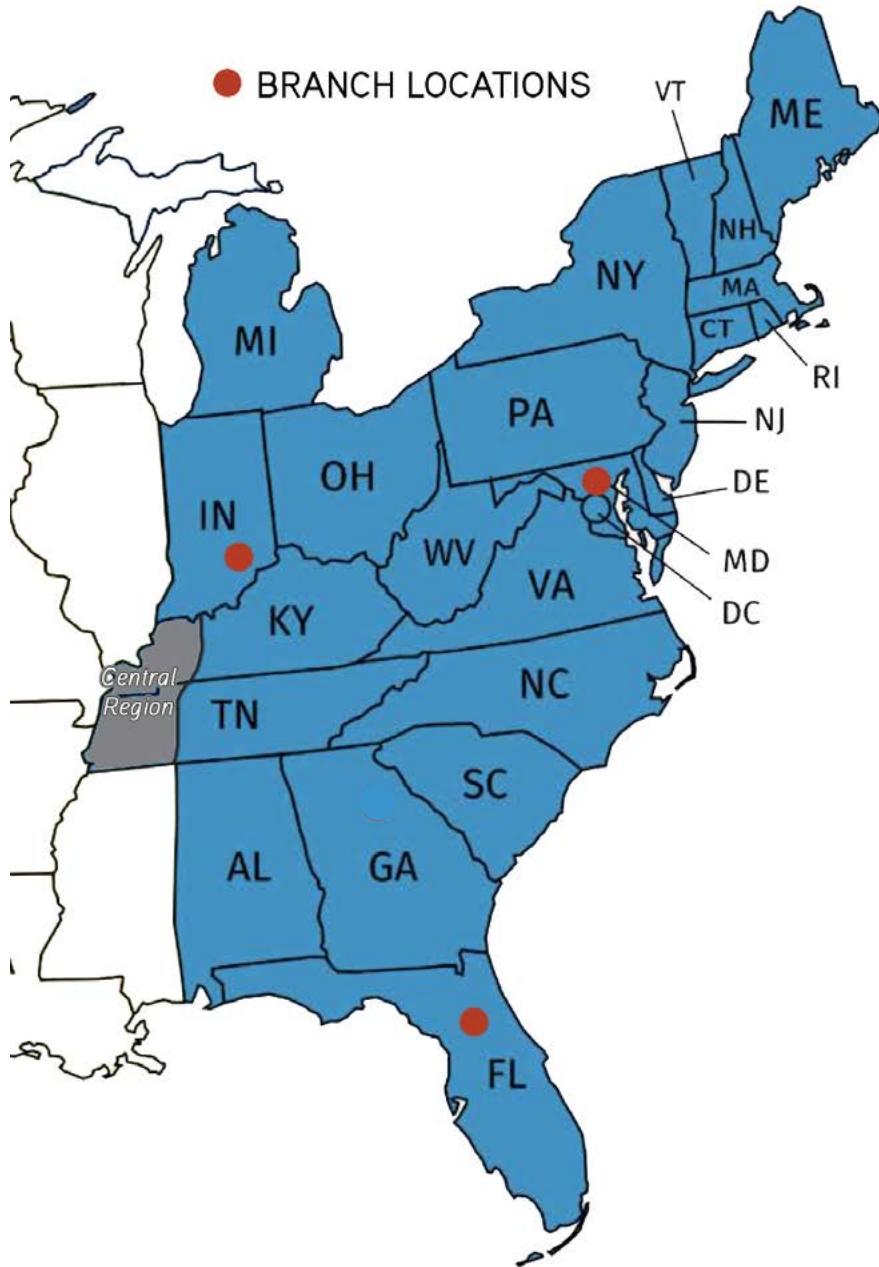 BRANCH LOCATIONS
VT
ME
NH
NY
MA
CT
MI
RI
PA
NJ
OH
DE
IN
WV
MD
VA
DC
KY
Central
Region
NC
TN
SC
AL
GA
FL